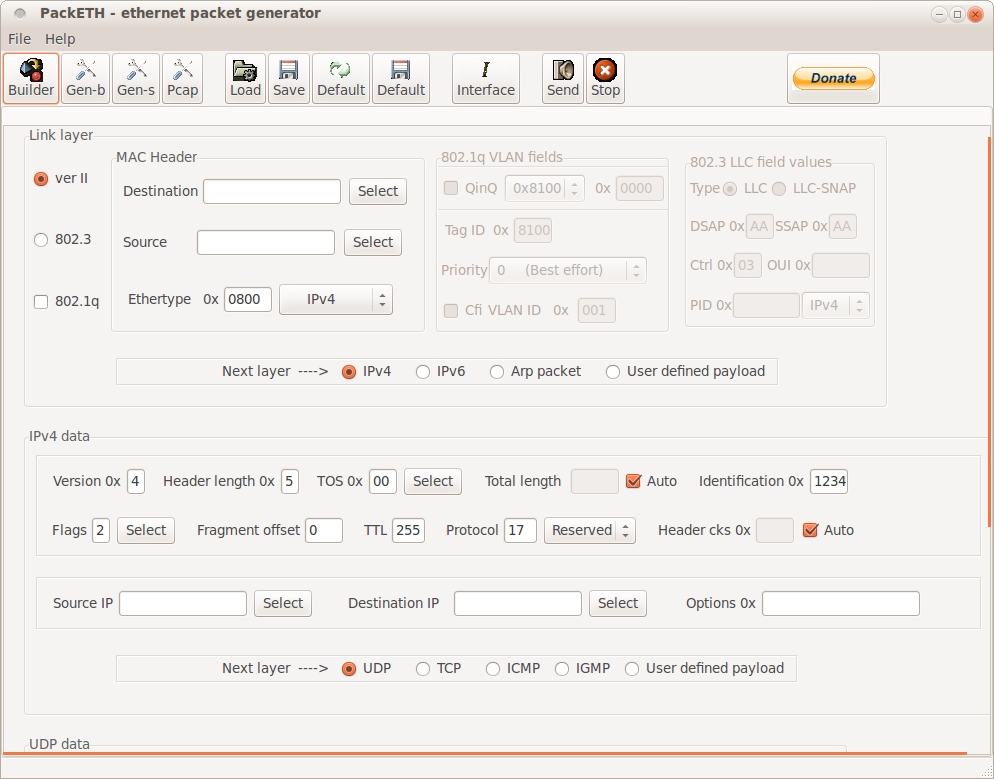 PackETH - ethernet packet generator
File Help
Builder Gen-b Gen-s Pcap Load Save Default Default Interface Send Stop Donate
Link layer
ver II
802.3
802.1q
MAC Header
Destination Select
Source Select
Ethertype 0x 0800 IPv4
802.1q VLAN fields
QinQ 0x8100 0x 0000
Tag ID 0x 8100
Priority 0 (Best effort)
Cfi VLAN ID 0x 001
802.3 LLC field values
Type LLC LLC-SNAP
DSAP 0x AA SSAP 0x AA
Ctrl 0x 03 OUI 0x
PID 0x IPv4
Next layer ----> IPv4 IPv6 Arp packet User defined payload
IPv4 data
Version 0x 4 Header length 0x 5 TOS 0x 00 Select Total length Auto Identification 0x 1234
Flags 2 Select Fragment offset 0 TTL 255 Protocol 17 Reserved Header cks 0x Auto
Source IP Select Destination IP Select Options 0x
Next layer ----> UDP TCP ICMP IGMP User defined payload
UDP data